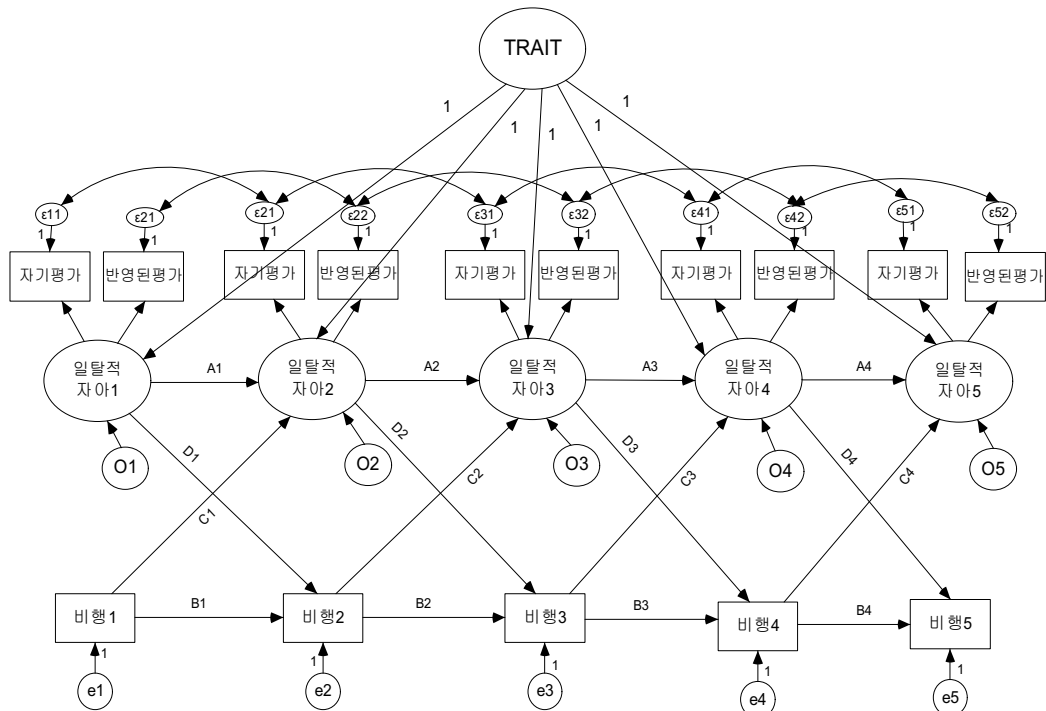 TRAIT
1 1 1 1 1
ε11 ε21 ε21 ε22 ε31 ε32 ε41 ε42 ε51 ε52
1 1 1 1 1 1 1 1 1 1
자기평가 반영된평가 자기평가 반영된평가 자기평가 반영된평가 자기평가 반영된평가 자기평가 반영된평가
일탈적 일탈적 일탈적 일탈적 일탈적
자아1 자아2 자아3 자아4 자아5
A1 A2 A3 A4
O1 O2 O3 O4 O5
D1 D2 D3 D4
C1 C2 C3 C4
비행1 비행2 비행3 비행4 비행5
B1 B2 B3 B4
1 1 1 1 1
e1 e2 e3 e4 e5